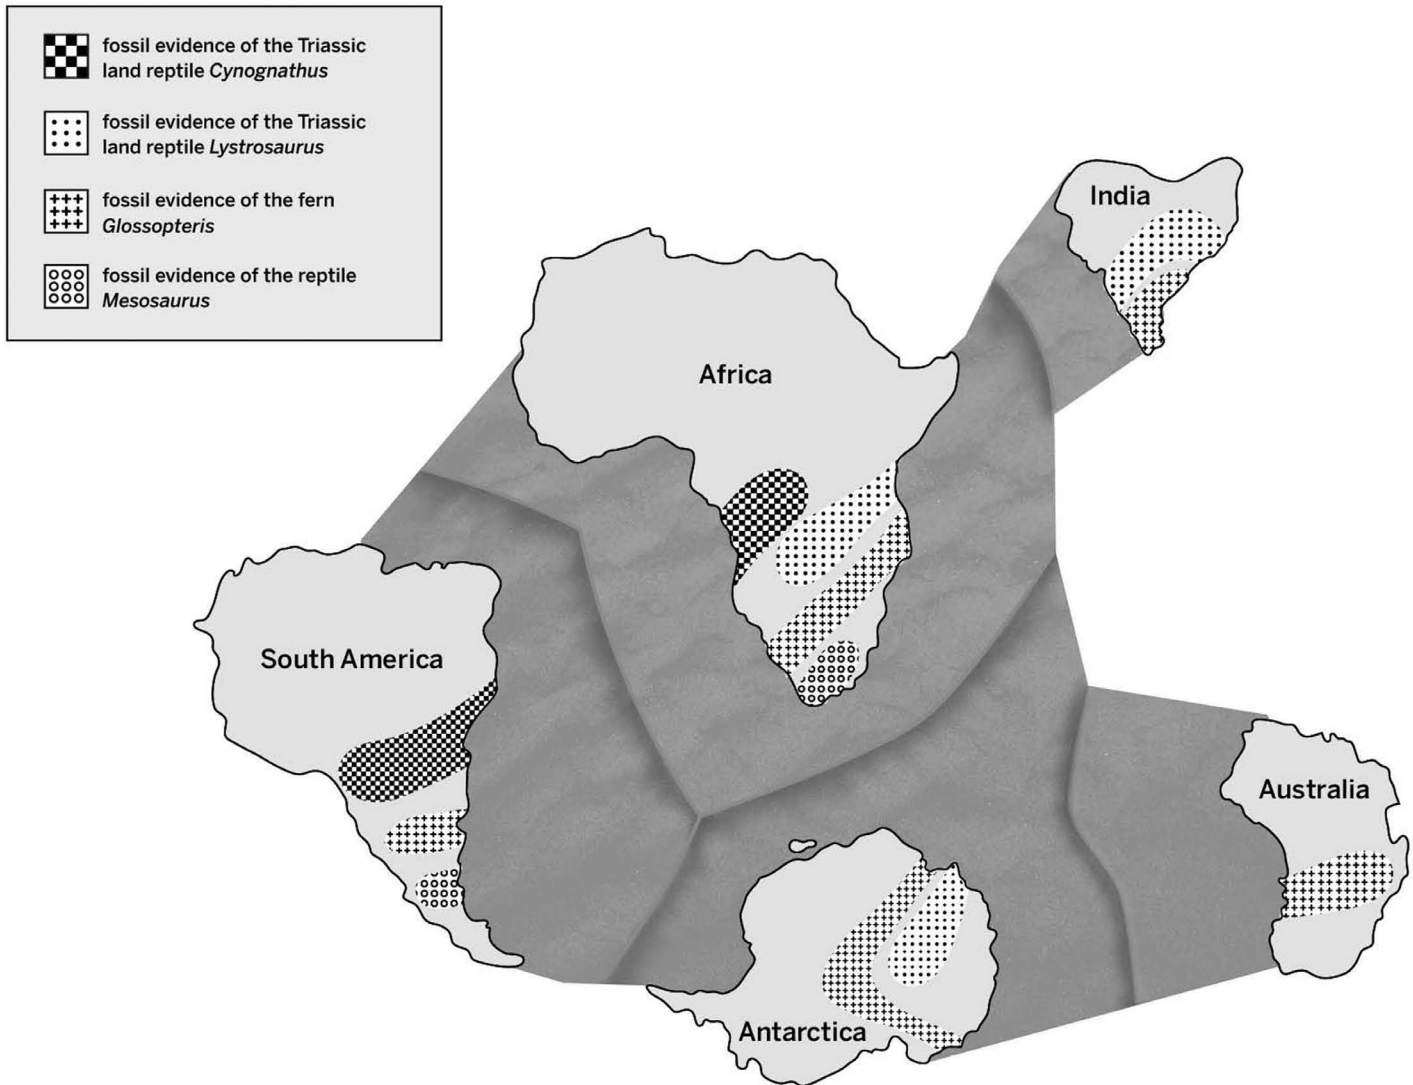 fossil evidence of the Triassic
land reptile Cynognathus
fossil evidence of the Triassic
land reptile Lystrosaurus
fossil evidence of the fern
Glossopteris
fossil evidence of the reptile
Mesosaurus
India
Africa
South America
Australia
Antarctica